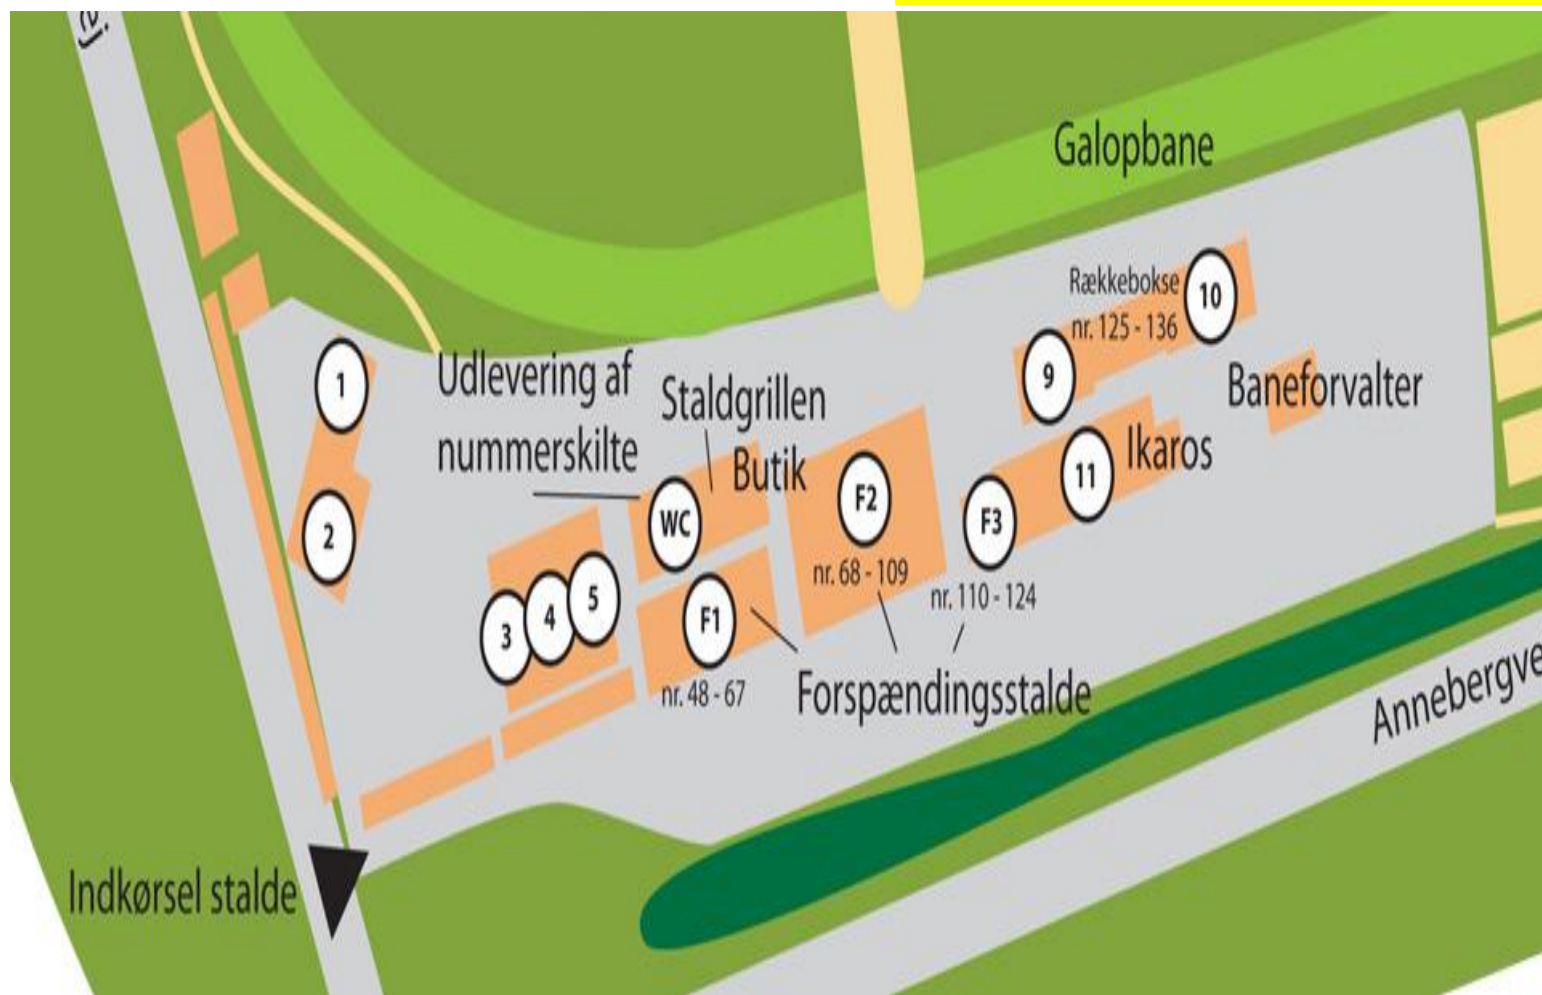 Galopbane
Rækkebokse
10
nr. 125 - 136
1
9
Udlevering af
nummerskilte
Staldgrillen
Butik
Baneforvalter
Ikaros
11
F2
WC
F3
2
nr. 68 - 109
nr. 110 - 124
3
4
5
F1
nr. 48 - 67
Forspændingsstalde
Annebergve
Indkørsel stalde